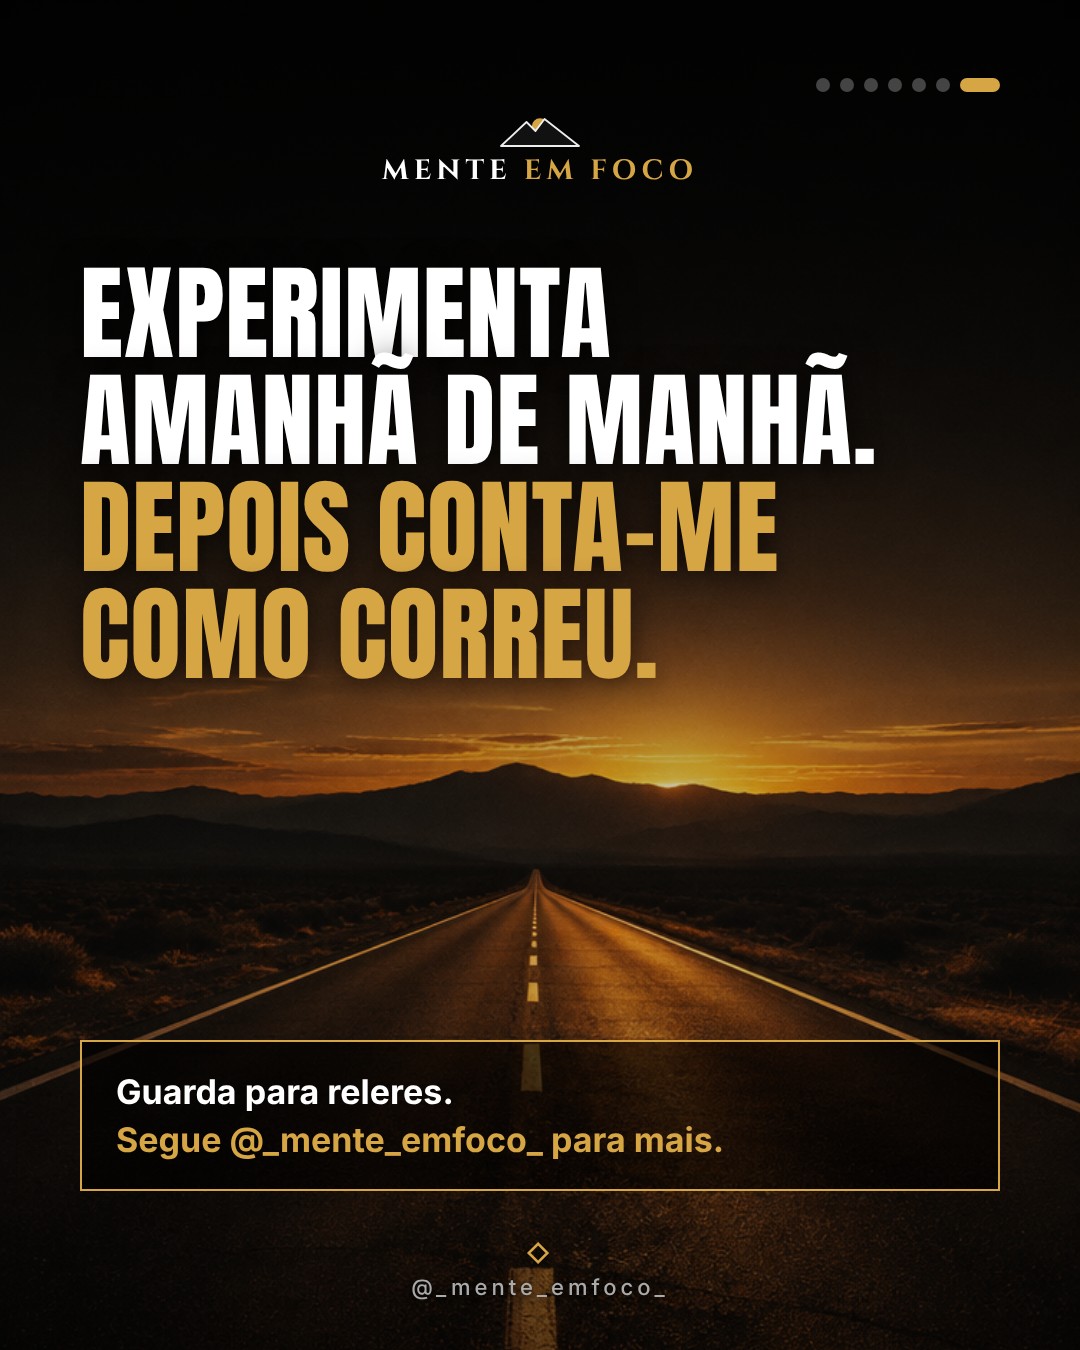 MENTE EM FOCO
EXPERIMENTA
AMANHÃ DE MANHÃ.
DEPOIS CONTA-ME
COMO CORREU.
Guarda para releres.
Segue @_mente_emfoco_ para mais.
@_mente_emfoco_